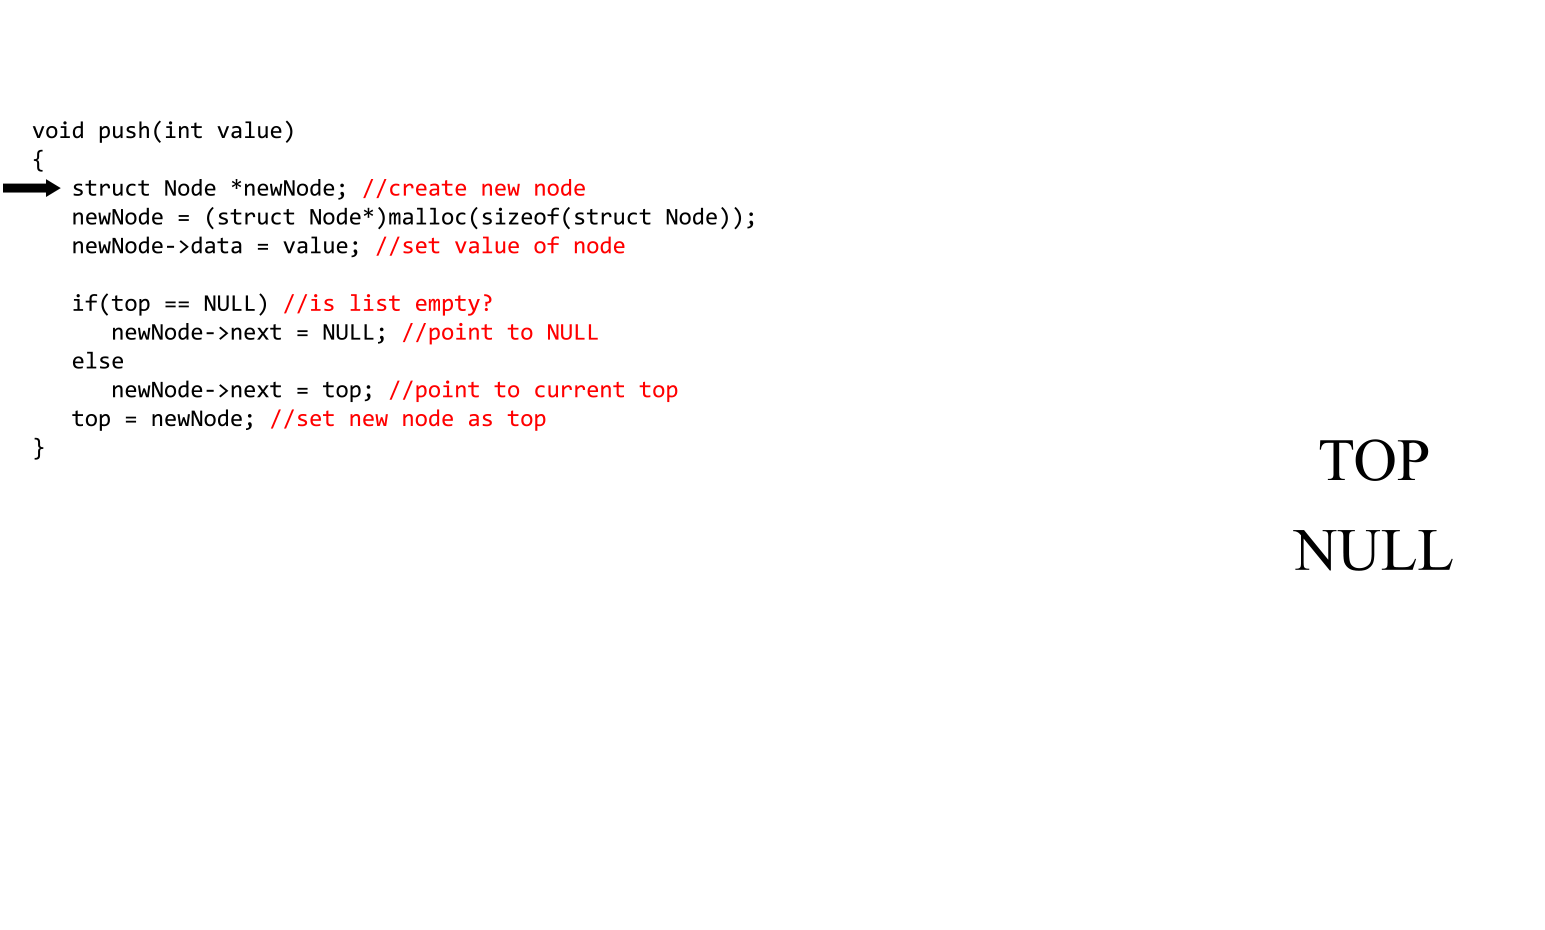 void push(int value)
{
struct Node *newNode; //create new node
newNode = (struct Node*)malloc(sizeof(struct Node));
newNode->data = value; //set value of node
if(top == NULL) //is list empty?
newNode->next = NULL; //point to NULL
else
newNode->next = top; //point to current top
top = newNode; //set new node as top
}
TOP
NULL